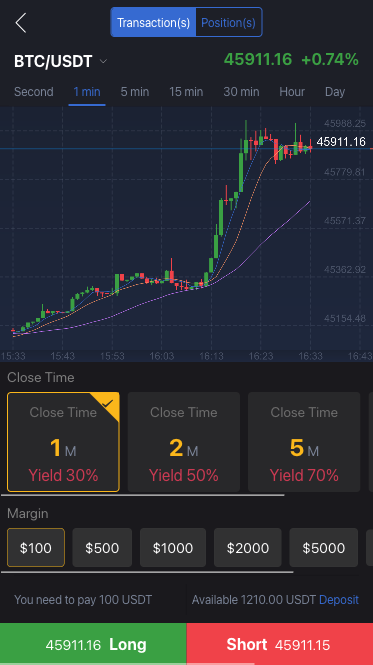 Transaction(s) Position(s)
BTC/USDT 45911.16 +0.74%
Second 1 min 5 min 15 min 30 min Hour Day
45988.25
45911.16
45779.81
45571.37
45362.92
45154.48
15:33 15:43 15:53 16:03 16:13 16:23 16:33 16:43
Close Time
Close Time Close Time Close Time
1 M 2 M 5 M
Yield 30% Yield 50% Yield 70%
Margin
$100 $500 $1000 $2000 $5000
You need to pay 100 USDT Available 1210.00 USDT Deposit
45911.16 Long Short 45911.15